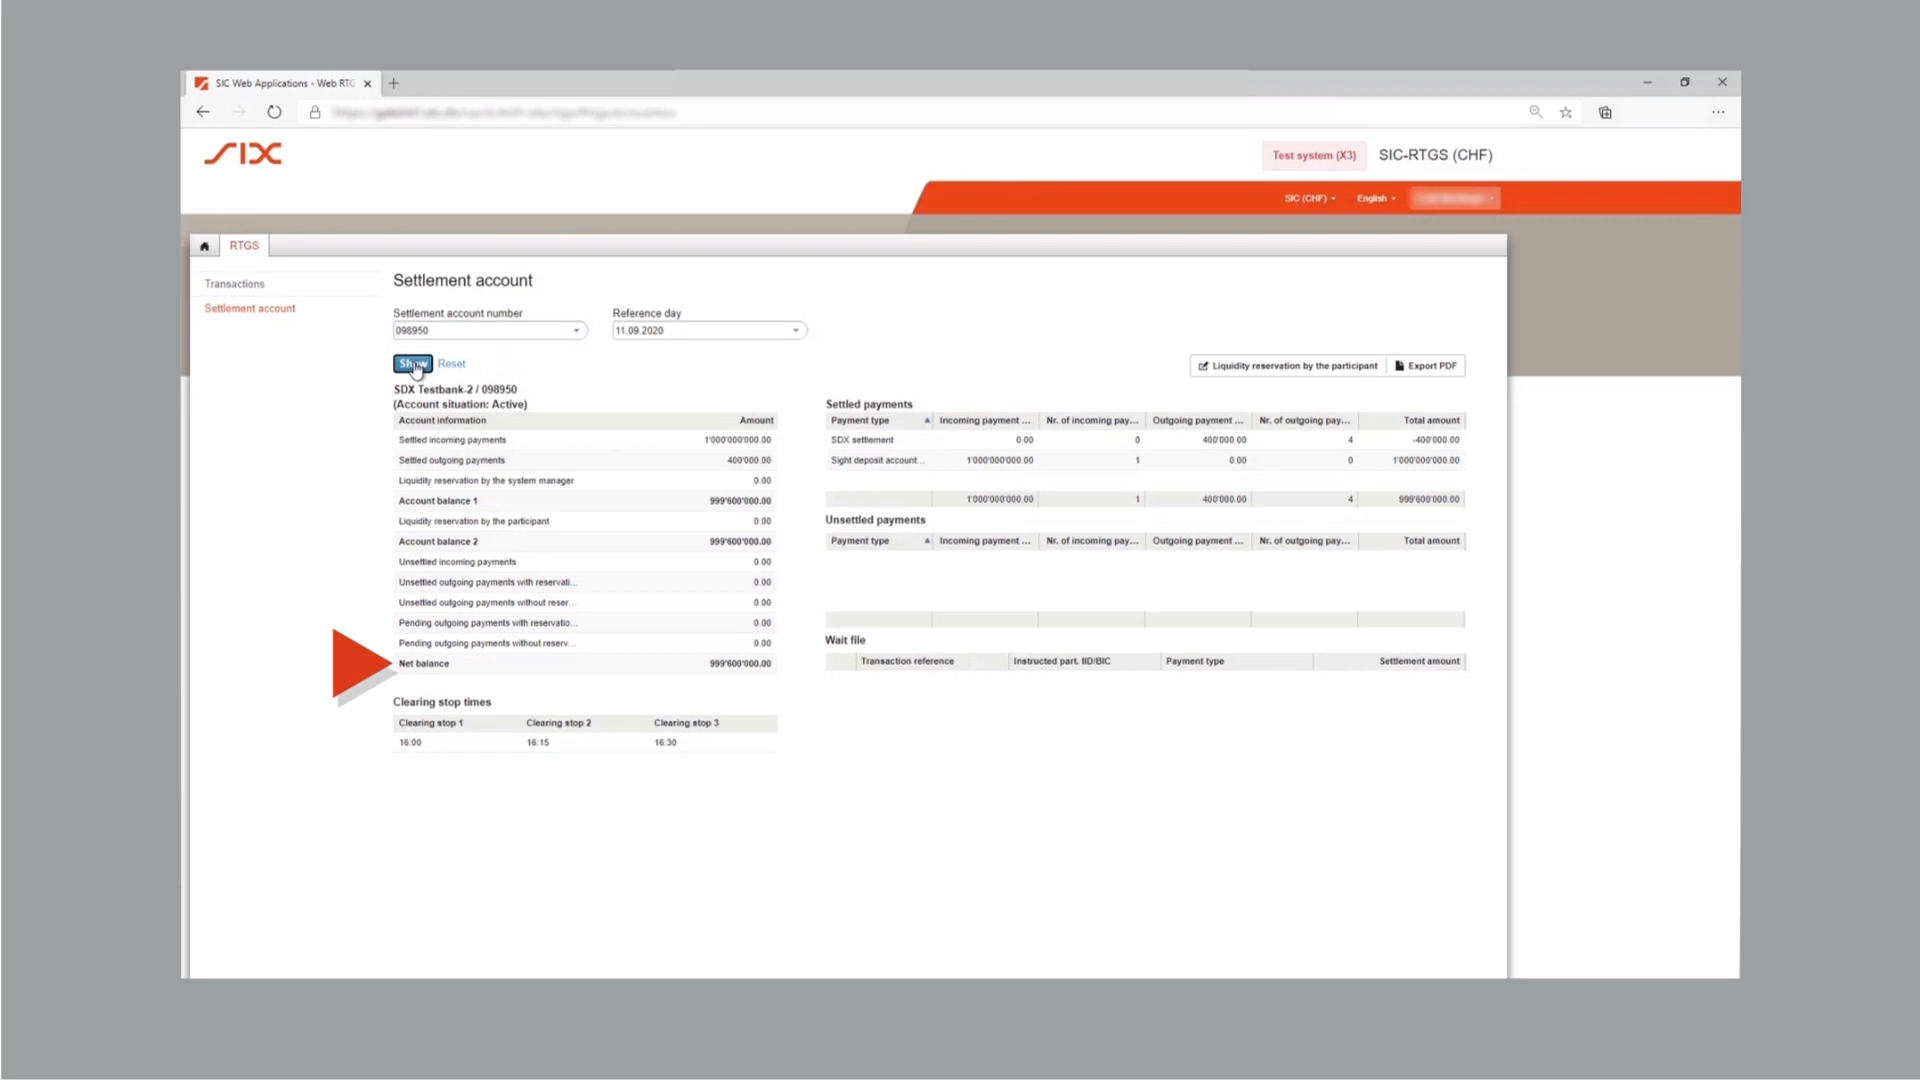 SIC Web Applications - Web RTG
SIX
Test system (X3)
SIC-RTGS (CHF)
SIC (CHF)
English
RTGS
Transactions
Settlement account
Settlement account
Settlement account number
Reference day
098950
11.09.2020
Show
Reset
Liquidity reservation by the participant
Export PDF
SDX Testbank-2 / 098950
(Account situation: Active)
Account information Amount
Settled incoming payments 1'000'000'000.00
Settled outgoing payments 400'000.00
Liquidity reservation by the system manager 0.00
Account balance 1 999'600'000.00
Liquidity reservation by the participant 0.00
Account balance 2 999'600'000.00
Unsettled incoming payments 0.00
Unsettled outgoing payments with reservati... 0.00
Unsettled outgoing payments without reser... 0.00
Pending outgoing payments with reservatio... 0.00
Pending outgoing payments without reserv... 0.00
Net balance 999'600'000.00
Clearing stop times
Clearing stop 1 Clearing stop 2 Clearing stop 3
16:00 16:15 16:30
Settled payments
Payment type Incoming payment ... Nr. of incoming pay... Outgoing payment ... Nr. of outgoing pay... Total amount
SDX settlement 0.00 0 400'000.00 4 -400'000.00
Sight deposit account... 1'000'000'000.00 1 0.00 0 1'000'000'000.00
1'000'000'000.00 1 400'000.00 4 999'600'000.00
Unsettled payments
Payment type Incoming payment ... Nr. of incoming pay... Outgoing payment ... Nr. of outgoing pay... Total amount
Wait file
Transaction reference Instructed part. IID/BIC Payment type Settlement amount